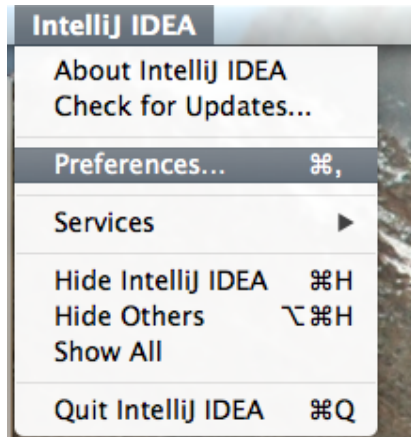 IntelliJ IDEA
About IntelliJ IDEA
Check for Updates...
Preferences... ⌘,
Services ▶
Hide IntelliJ IDEA ⌘H
Hide Others ⌥⌘H
Show All
Quit IntelliJ IDEA ⌘Q